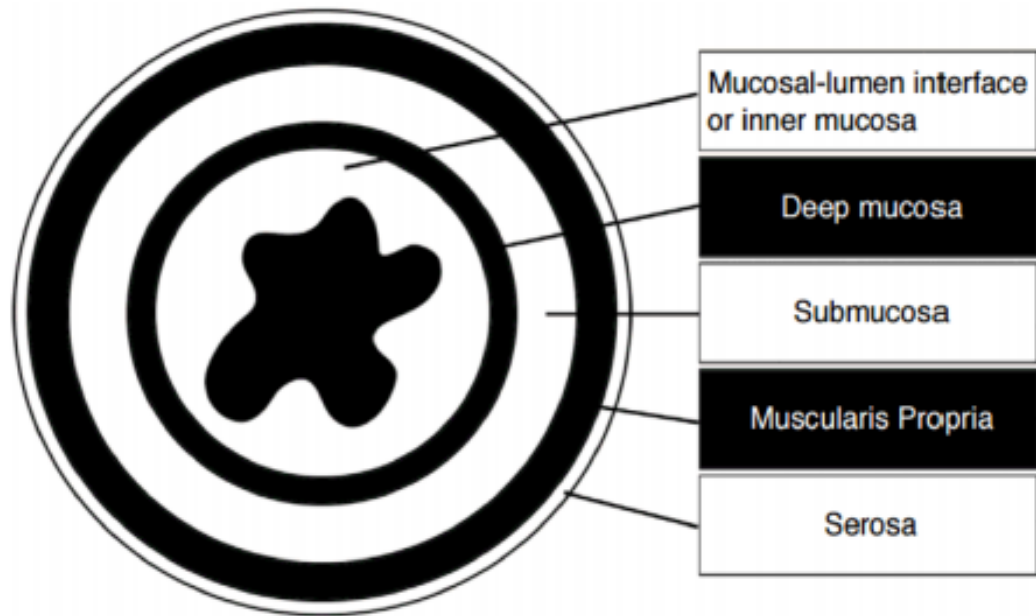 Mucosal-lumen interface
or inner mucosa
Deep mucosa
Submucosa
Muscularis Propria
Serosa